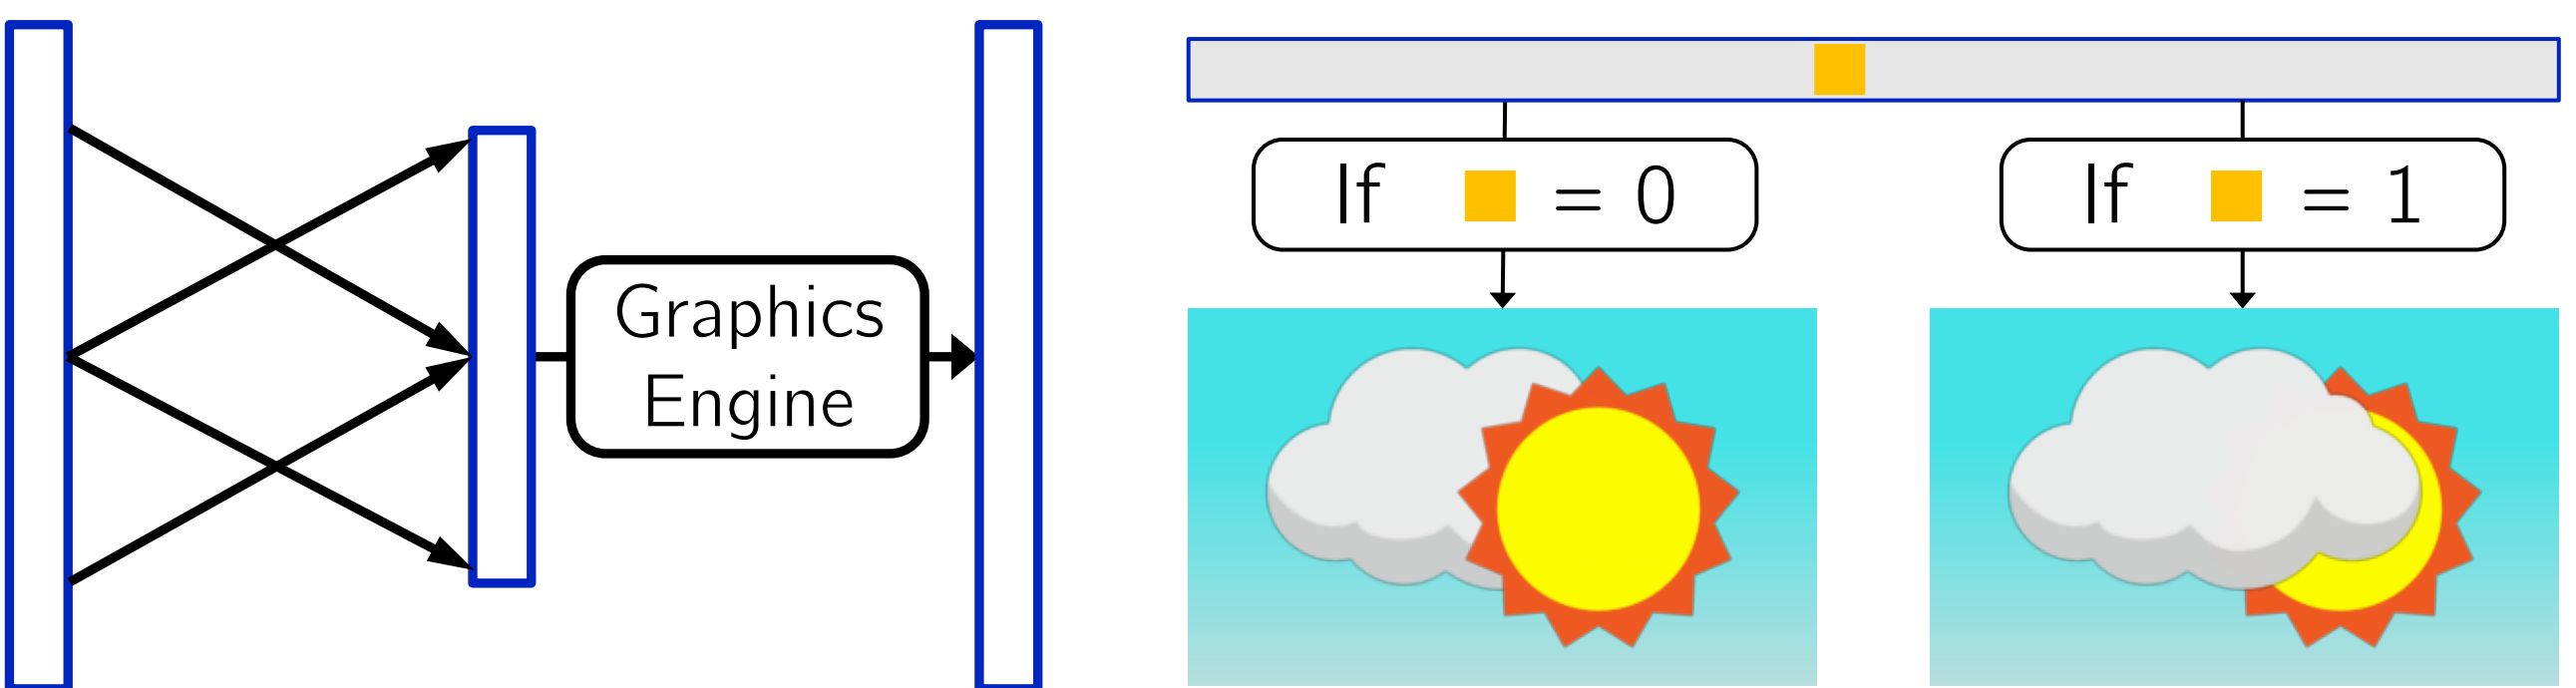 Graphics
Engine
If = 0
If = 1